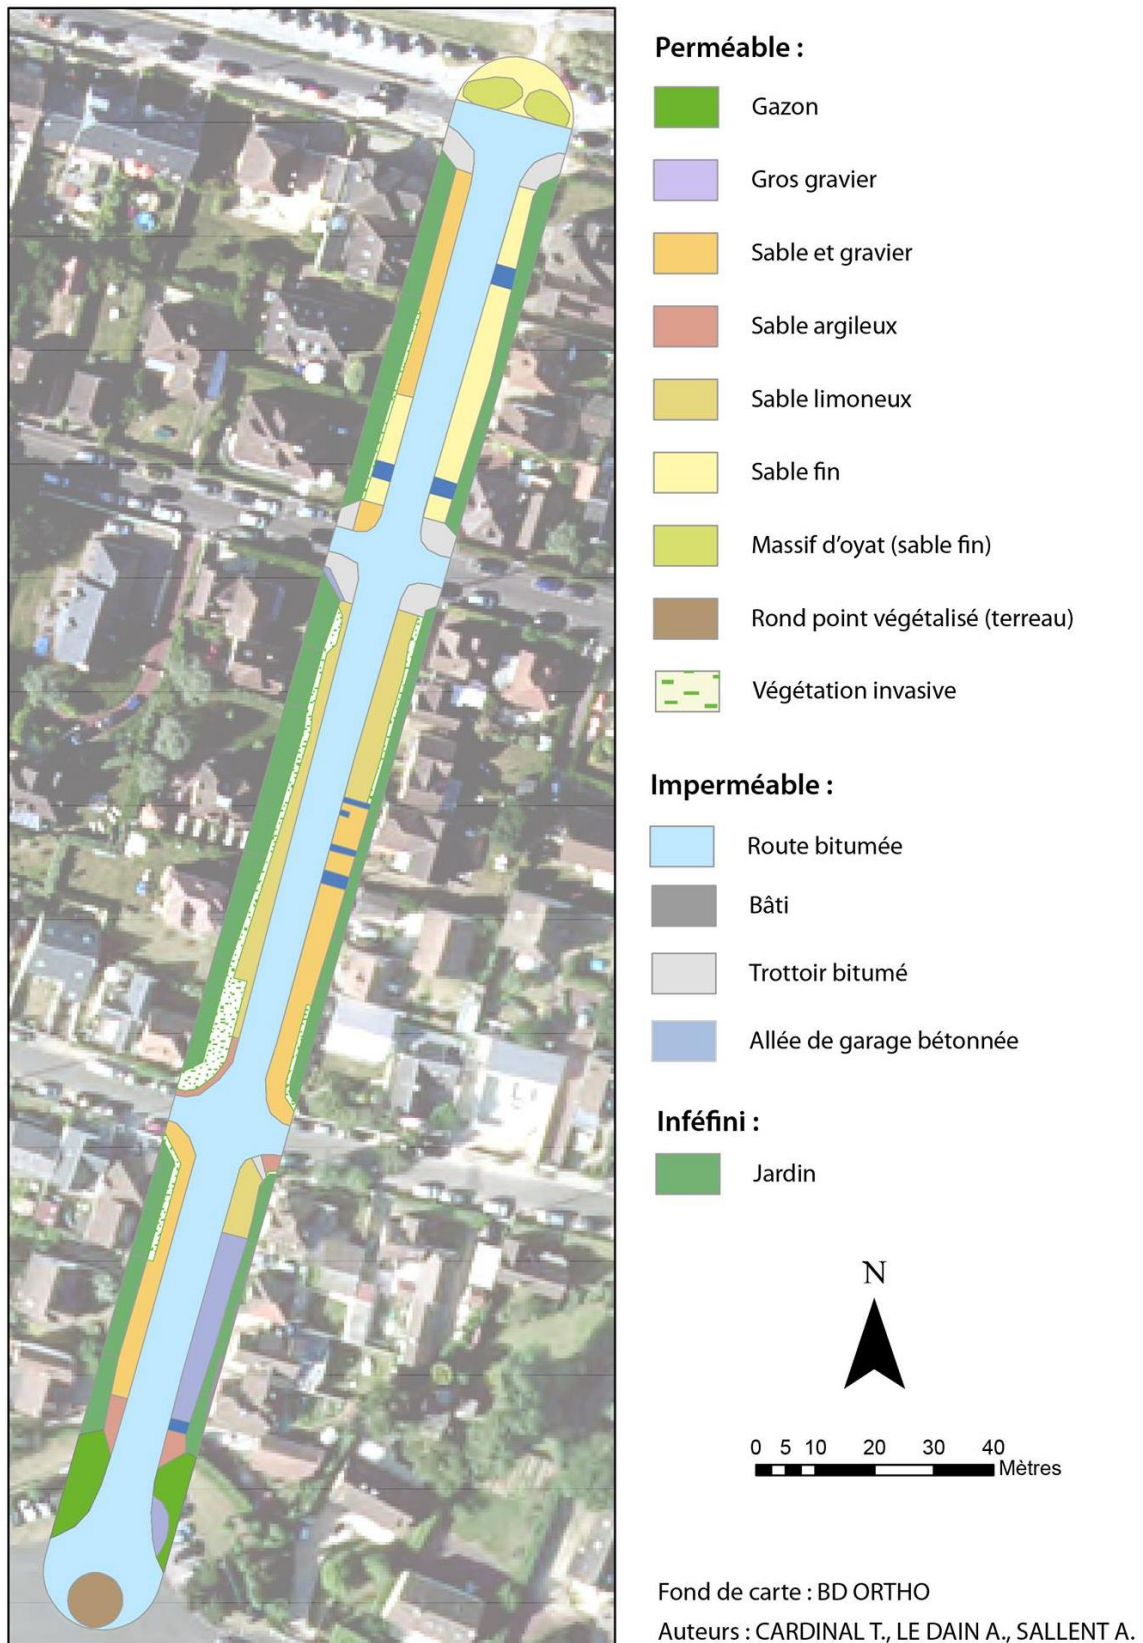 Perméable :
Gazon
Gros gravier
Sable et gravier
Sable argileux
Sable limoneux
Sable fin
Massif d'oyat (sable fin)
Rond point végétalisé (terreau)
Végétation invasive
Imperméable :
Route bitumée
Bâti
Trottoir bitumé
Allée de garage bétonnée
Inféfini :
Jardin
N
0 5 10 20 30 40
Mètres
Fond de carte : BD ORTHO
Auteurs : CARDINAL T., LE DAIN A., SALLENT A.